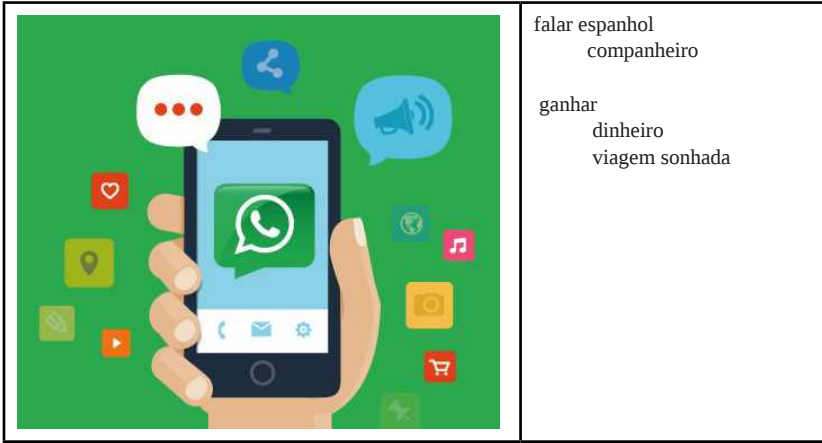 falar espanhol
companheiro
ganhar
dinheiro
viagem sonhada